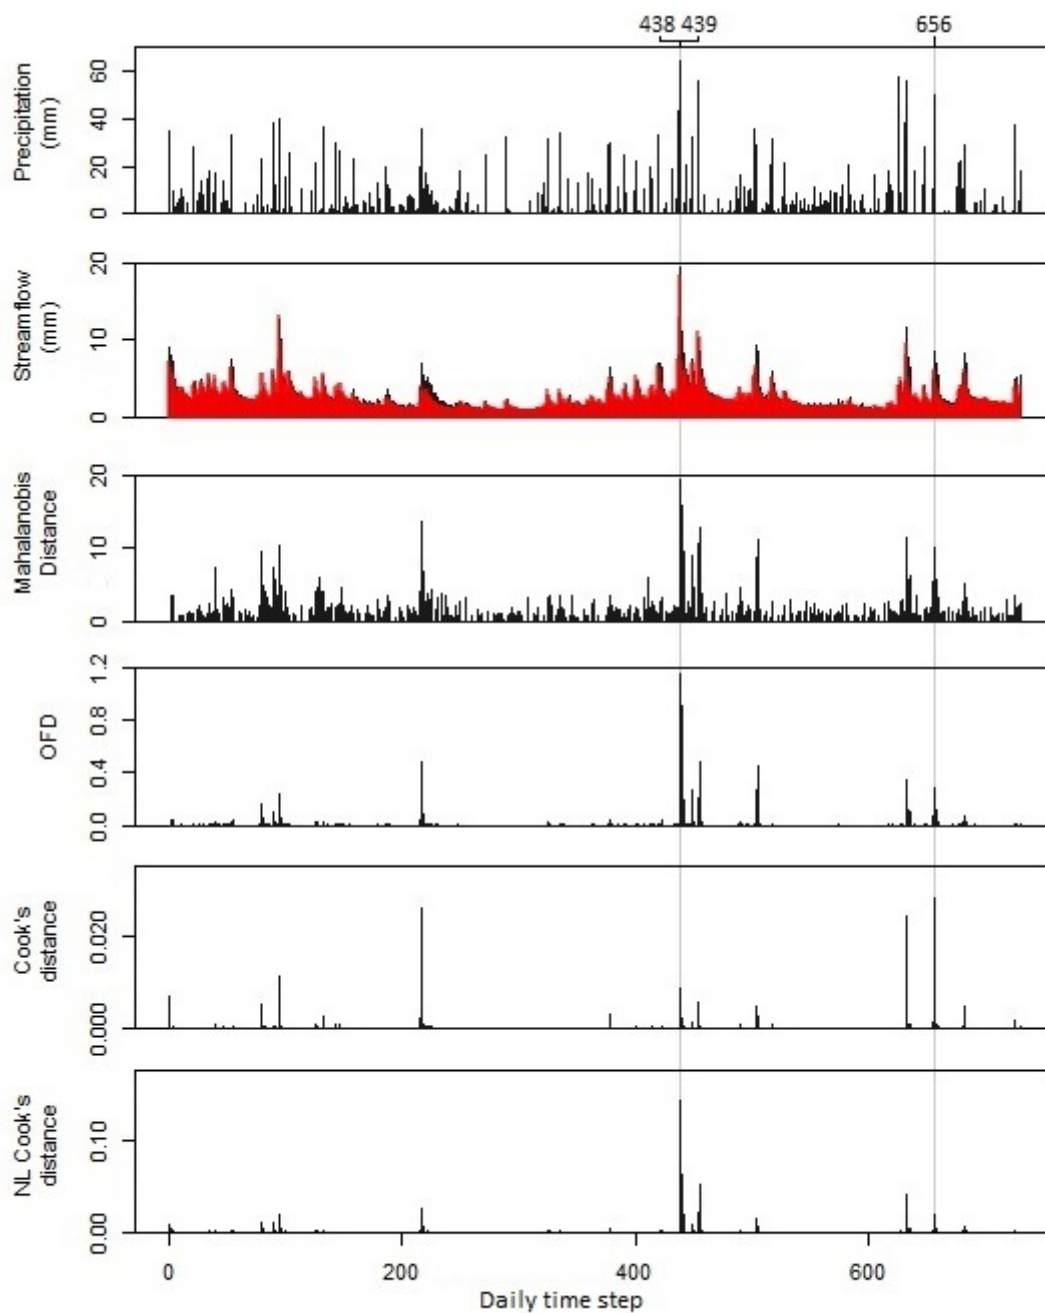 438 439 656
Precipitation
(mm)
0 20 40 60
Streamflow
(mm)
0 10 20
Mahalanobis
Distance
0 10 20
OFD
0.0 0.4 0.8 1.2
Cook's
distance
0.000 0.020
NL Cook's
distance
0.00 0.10
0 200 400 600
Daily time step